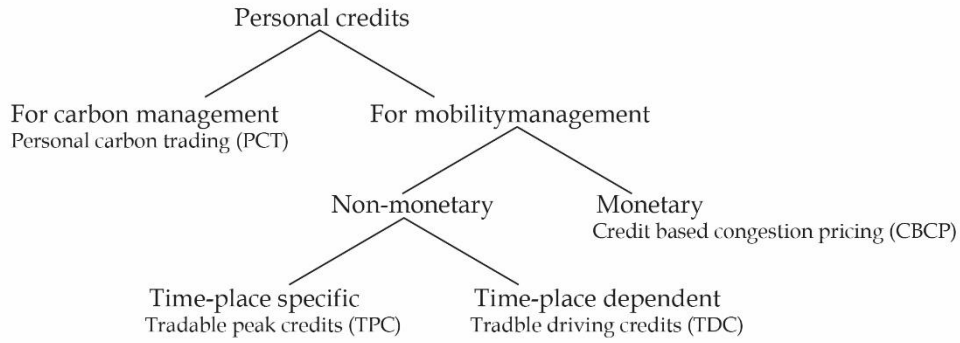 Personal credits
For carbon management
Personal carbon trading (PCT)
For mobilitymanagement
Non-monetary
Monetary
Credit based congestion pricing (CBCP)
Time-place specific
Tradable peak credits (TPC)
Time-place dependent
Tradble driving credits (TDC)